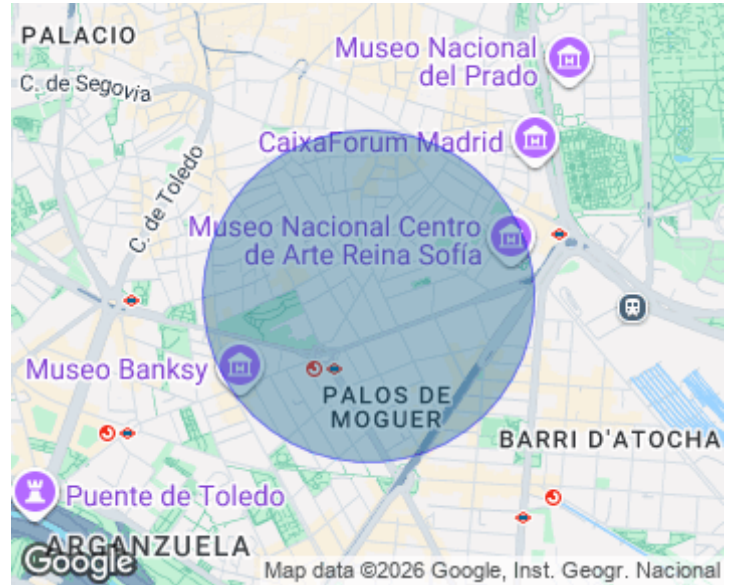 PALACIO
Museo Nacional
del Prado
C. de Segovia
CaixaForum Madrid
C. de Toledo
Museo Nacional Centro
de Arte Reina Sofía
Museo Banksy
PALOS DE
MOGUER
BARRI D'ATOCHA
Puente de Toledo
ARGANZUELA
Google
Map data ©2026 Google, Inst. Geogr. Nacional